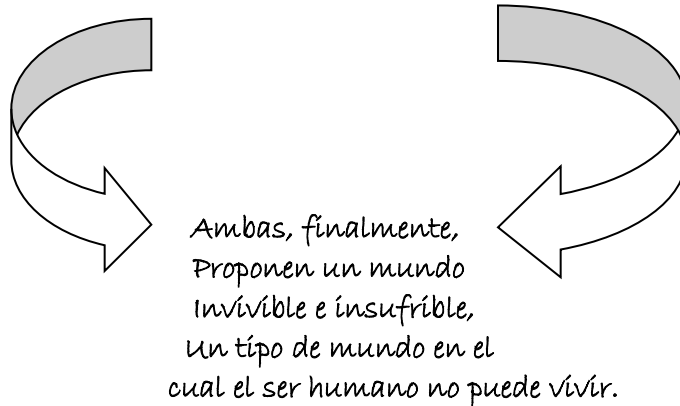 Ambas, finalmente,
Proponen un mundo
Invivible e insufrible,
Un tipo de mundo en el
cual el ser humano no puede vivir.